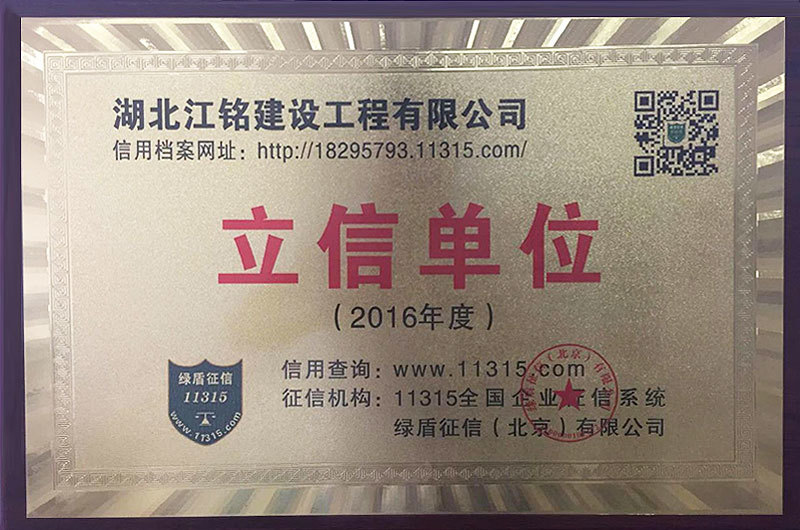 湖北江铭建设工程有限公司
信用档案网址：http://18295793.11315.com/
立信单位
（2016年度）
绿盾征信
11315
www.11315.com
信用查询：www.11315.com
征信机构：11315全国企业征信系统
绿盾征信（北京）有限公司